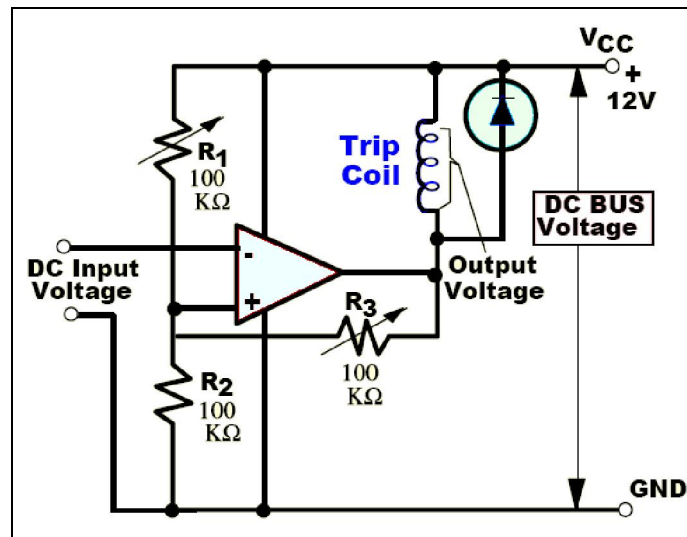 VCC
+
12V
R1
100
KΩ
Trip
Coil
DC BUS
Voltage
-
DC Input
Voltage
Output
Voltage
+
R3
100
KΩ
R2
100
KΩ
GND